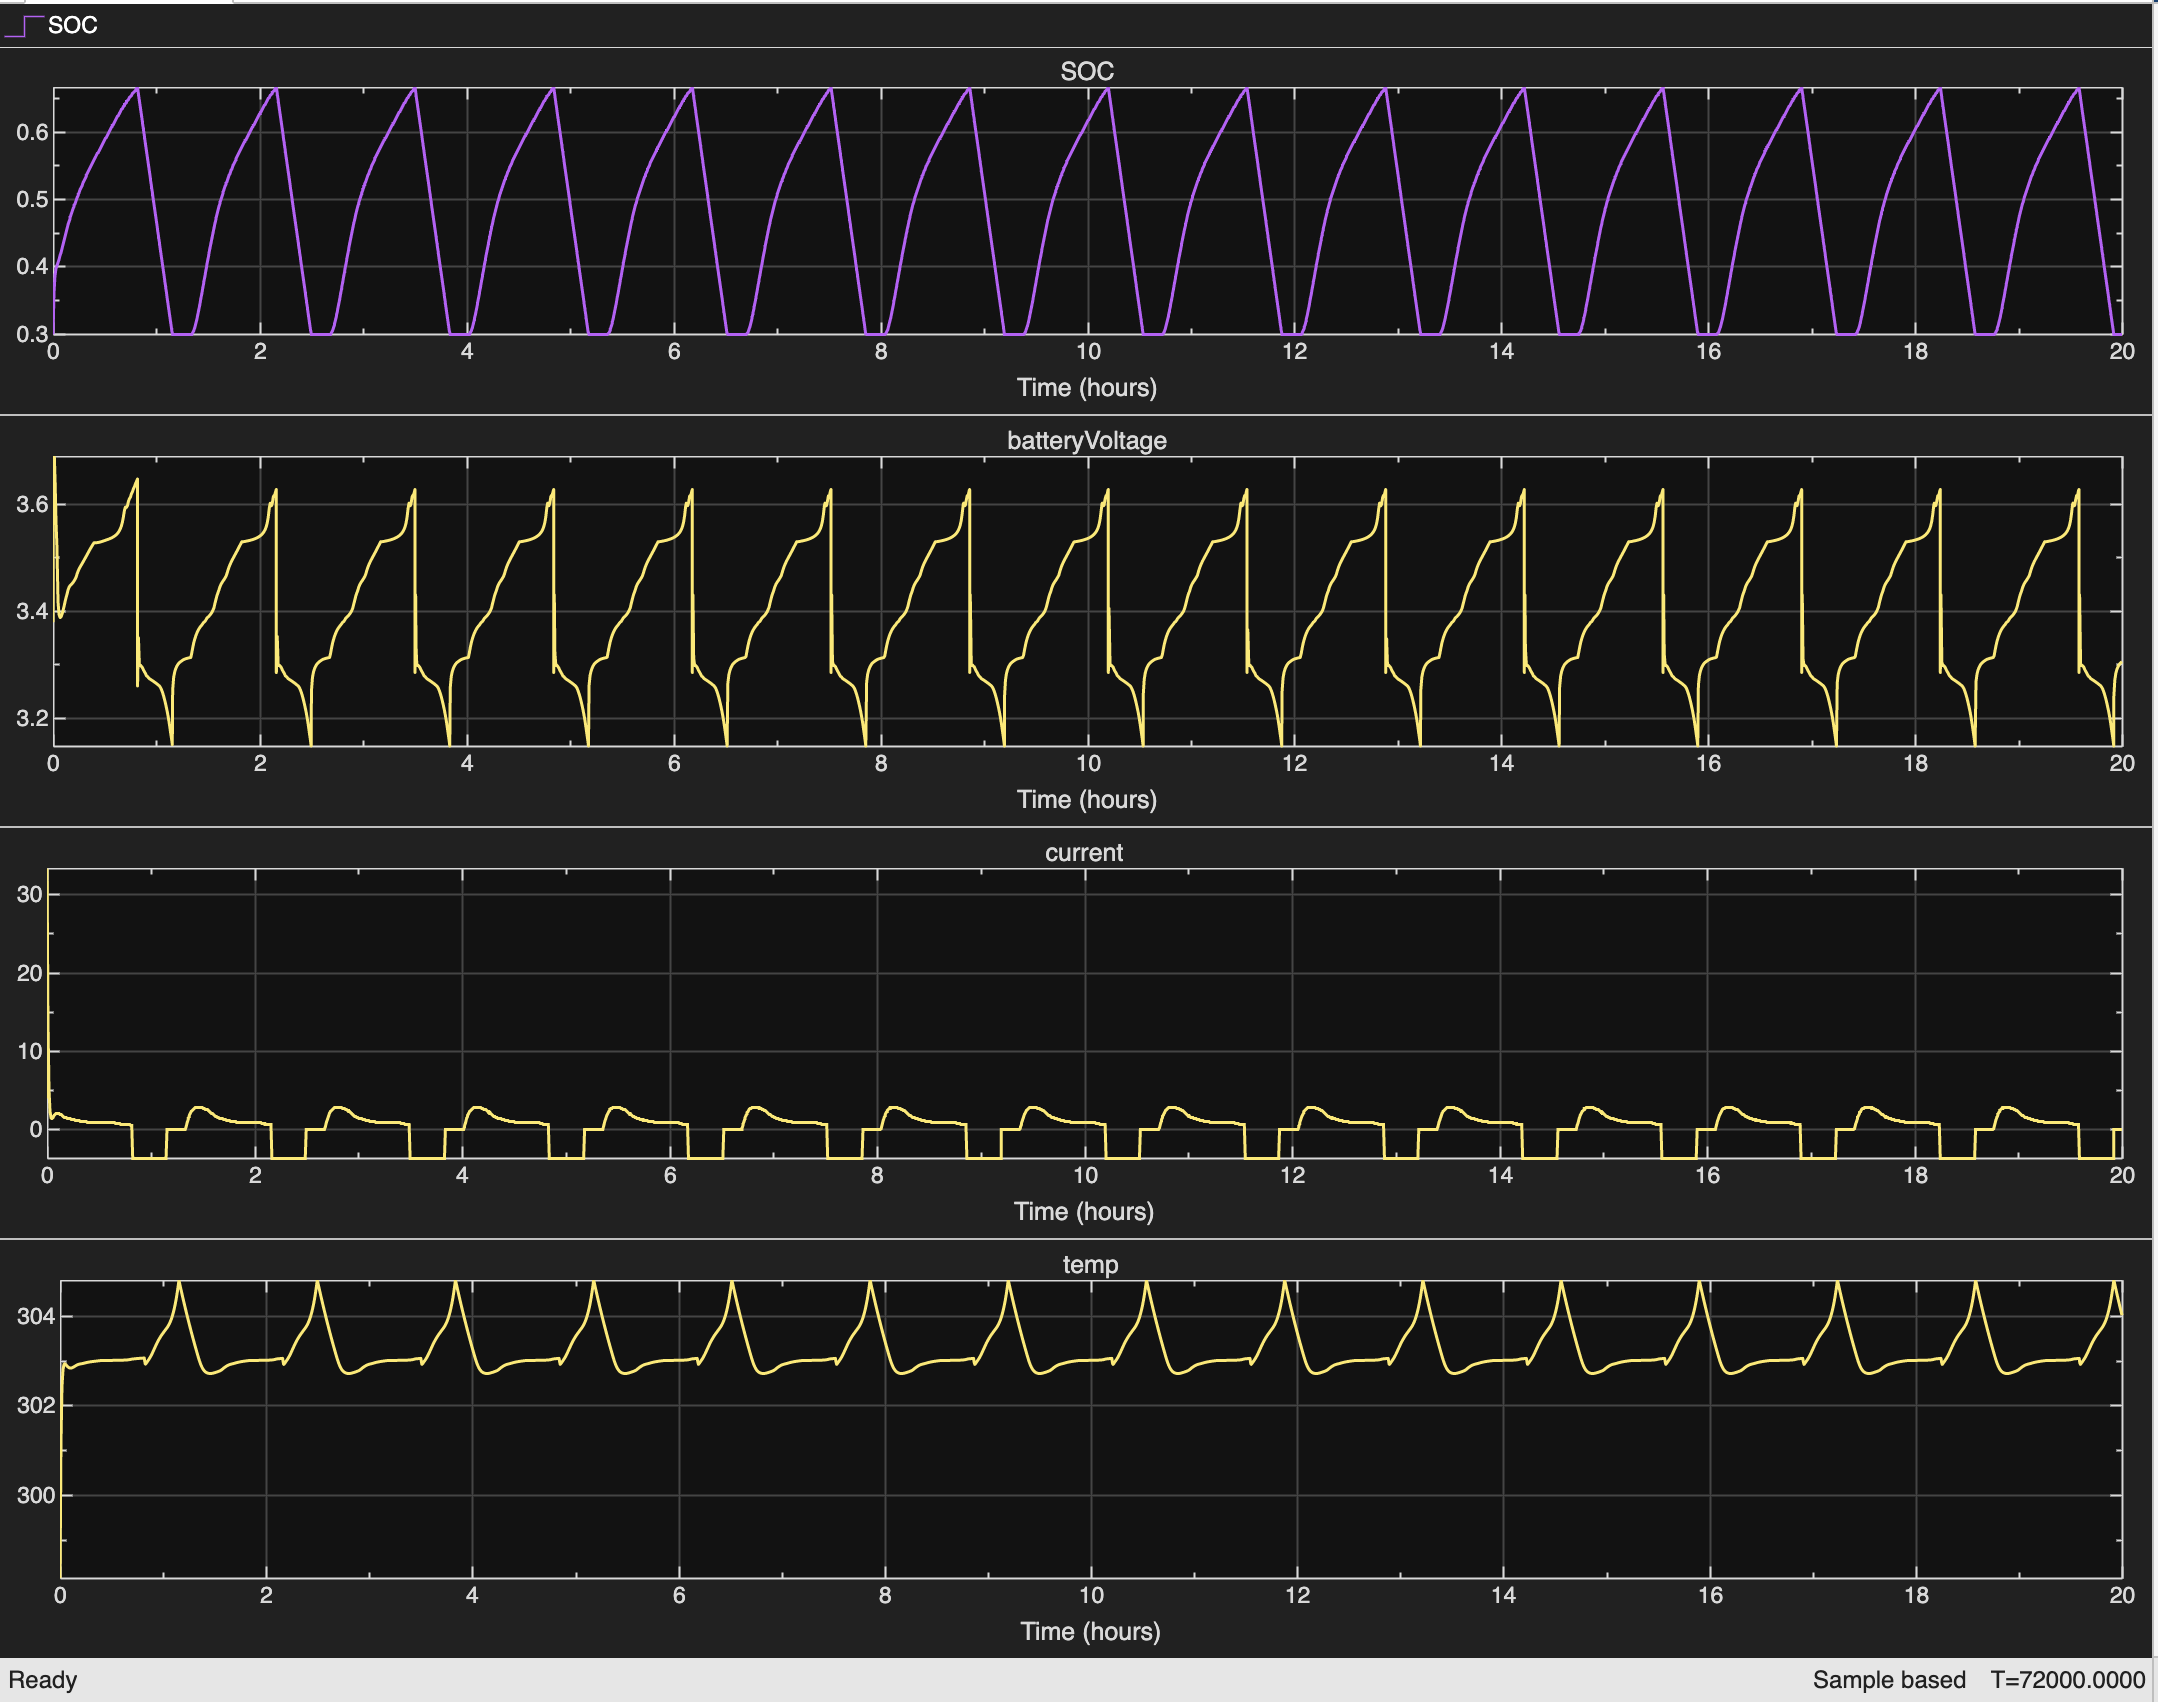 SOC
SOC
0.6
0.5
0.4
0.3
0 2 4 6 8 10 12 14 16 18 20
Time (hours)
batteryVoltage
3.6
3.4
3.2
0 2 4 6 8 10 12 14 16 18 20
Time (hours)
current
30
20
10
0
0 2 4 6 8 10 12 14 16 18 20
Time (hours)
temp
304
302
300
0 2 4 6 8 10 12 14 16 18 20
Time (hours)
Ready Sample based T=72000.0000